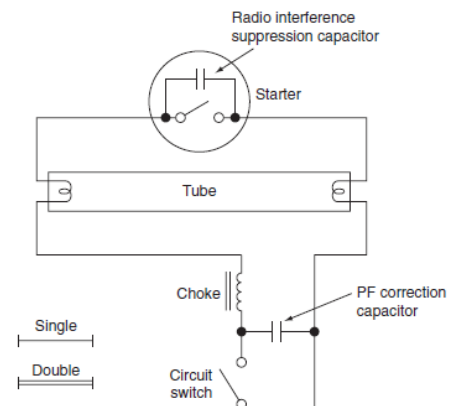 Radio interference
suppression capacitor
Starter
Tube
Choke
PF correction
capacitor
Single
Double
Circuit
switch